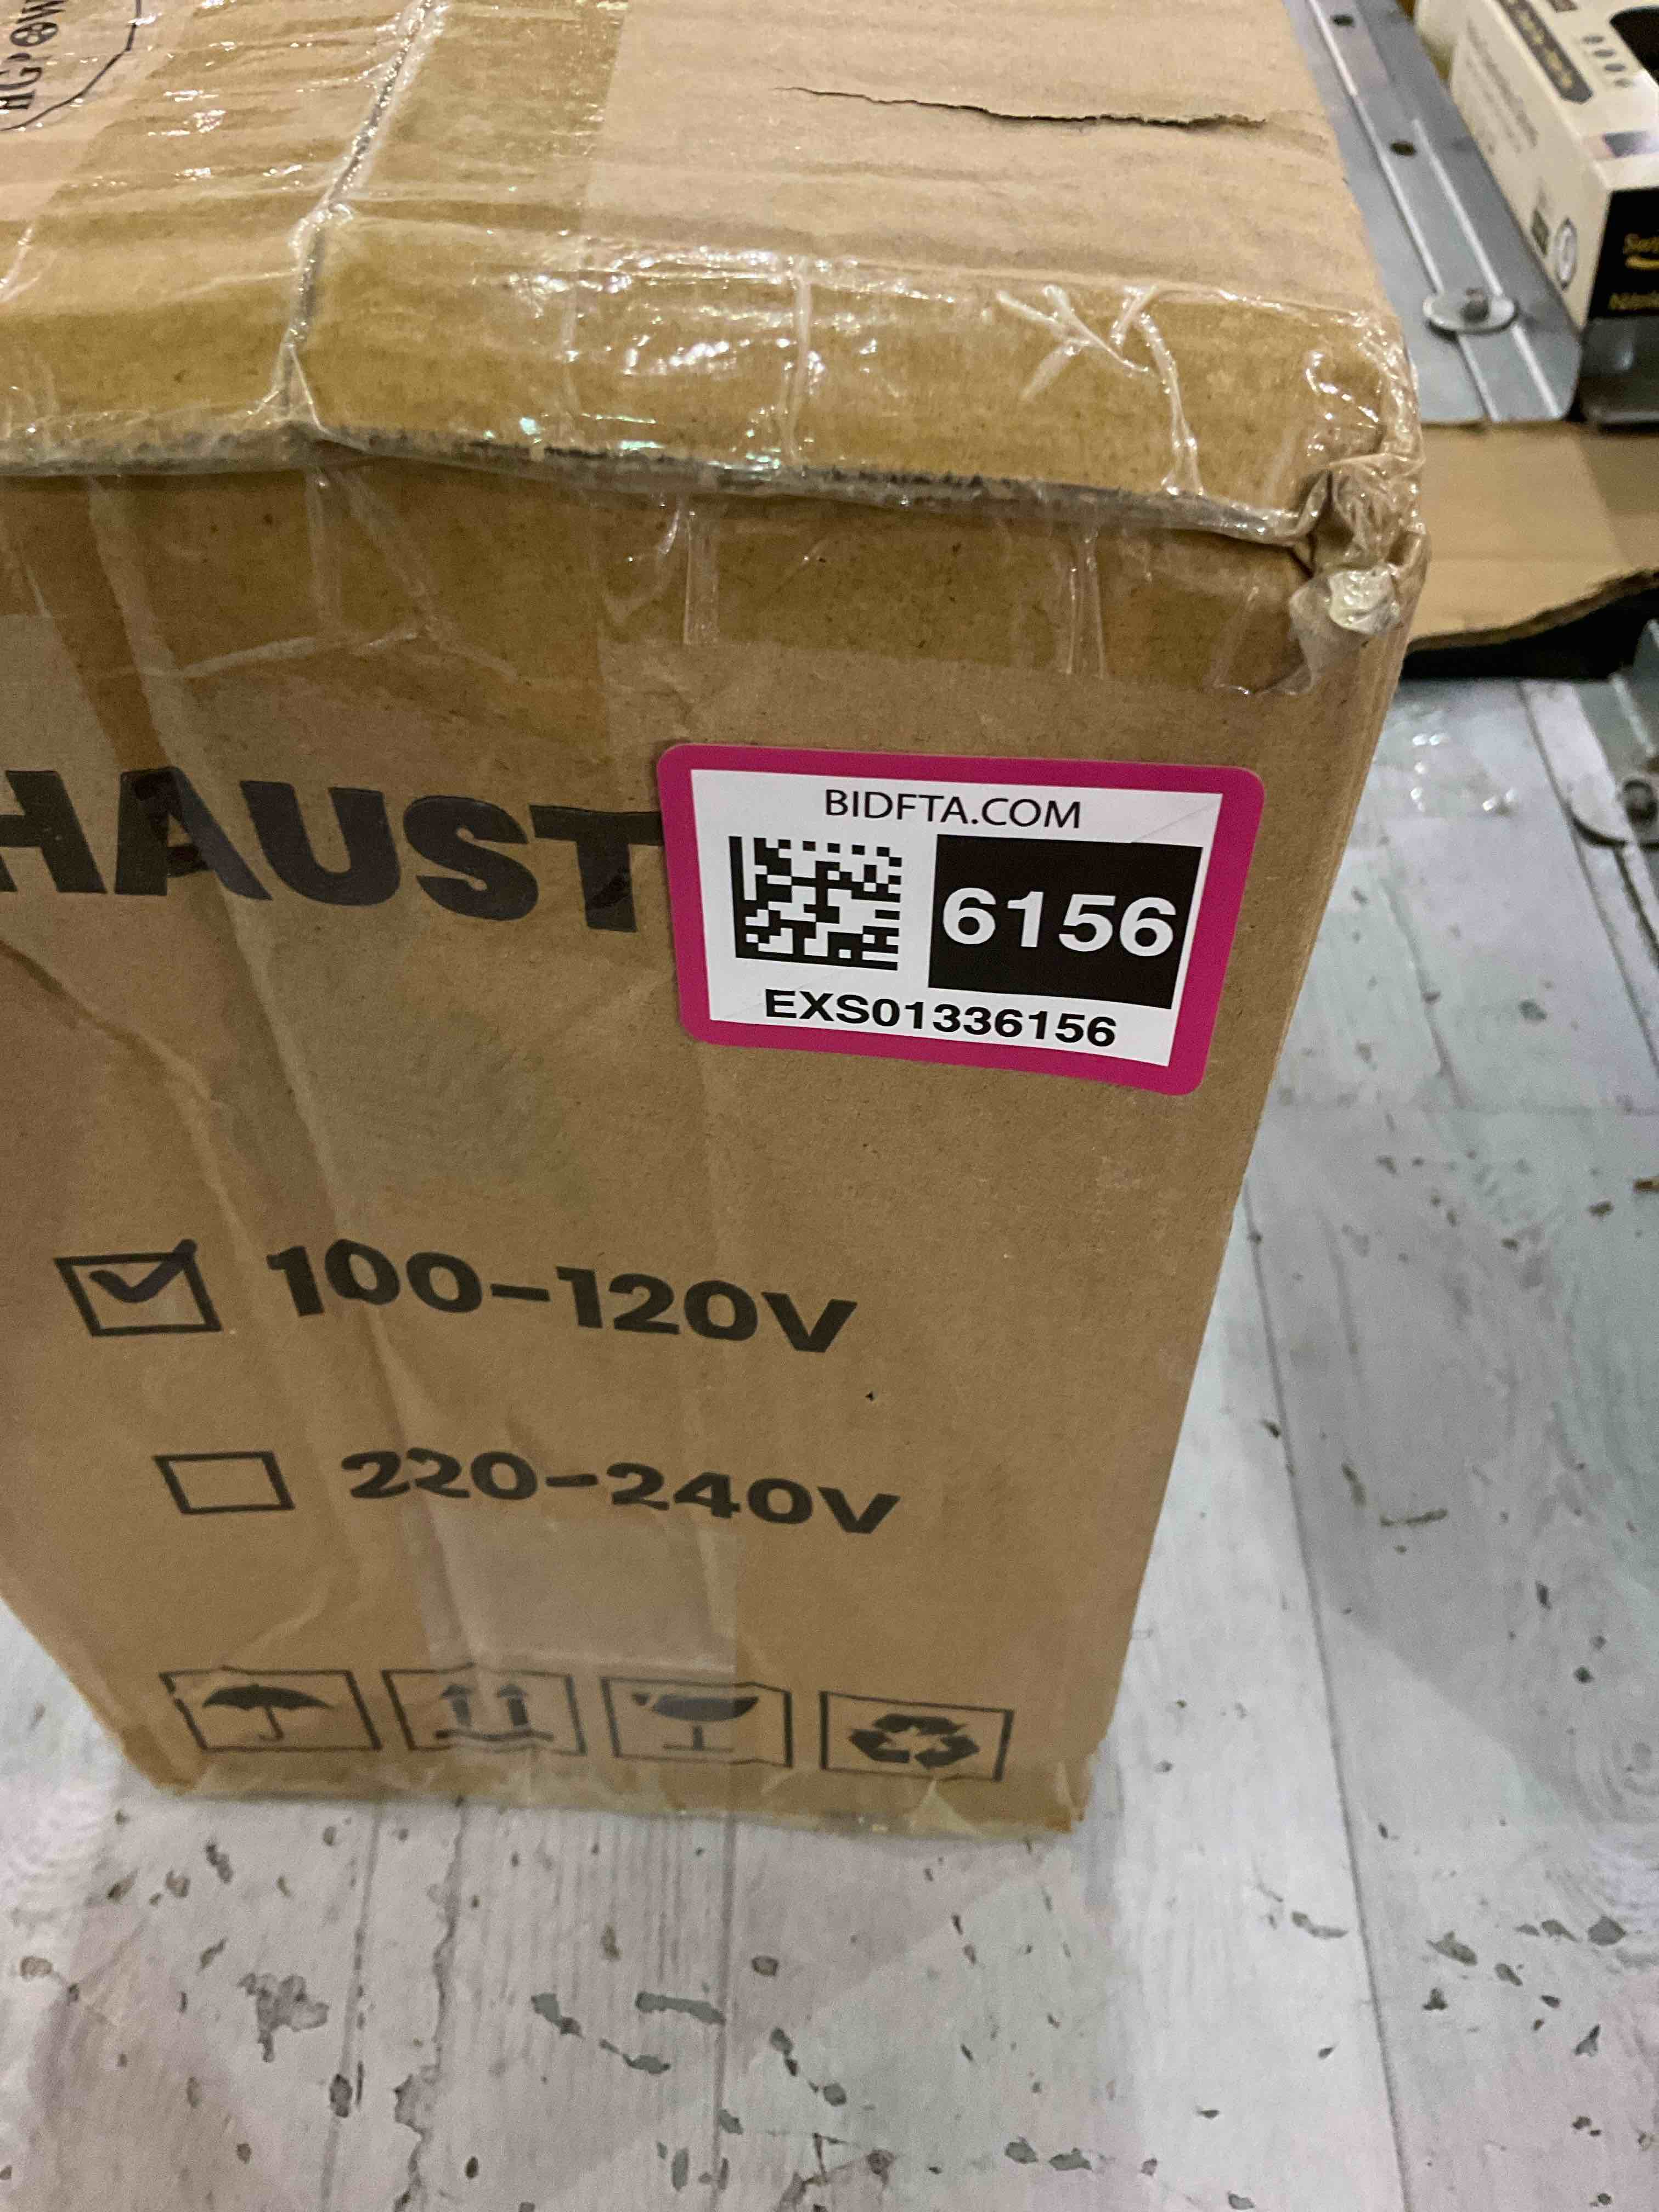 HAUST
BIDFTA.COM
6156
EXS01336156
100-120V
220-240V